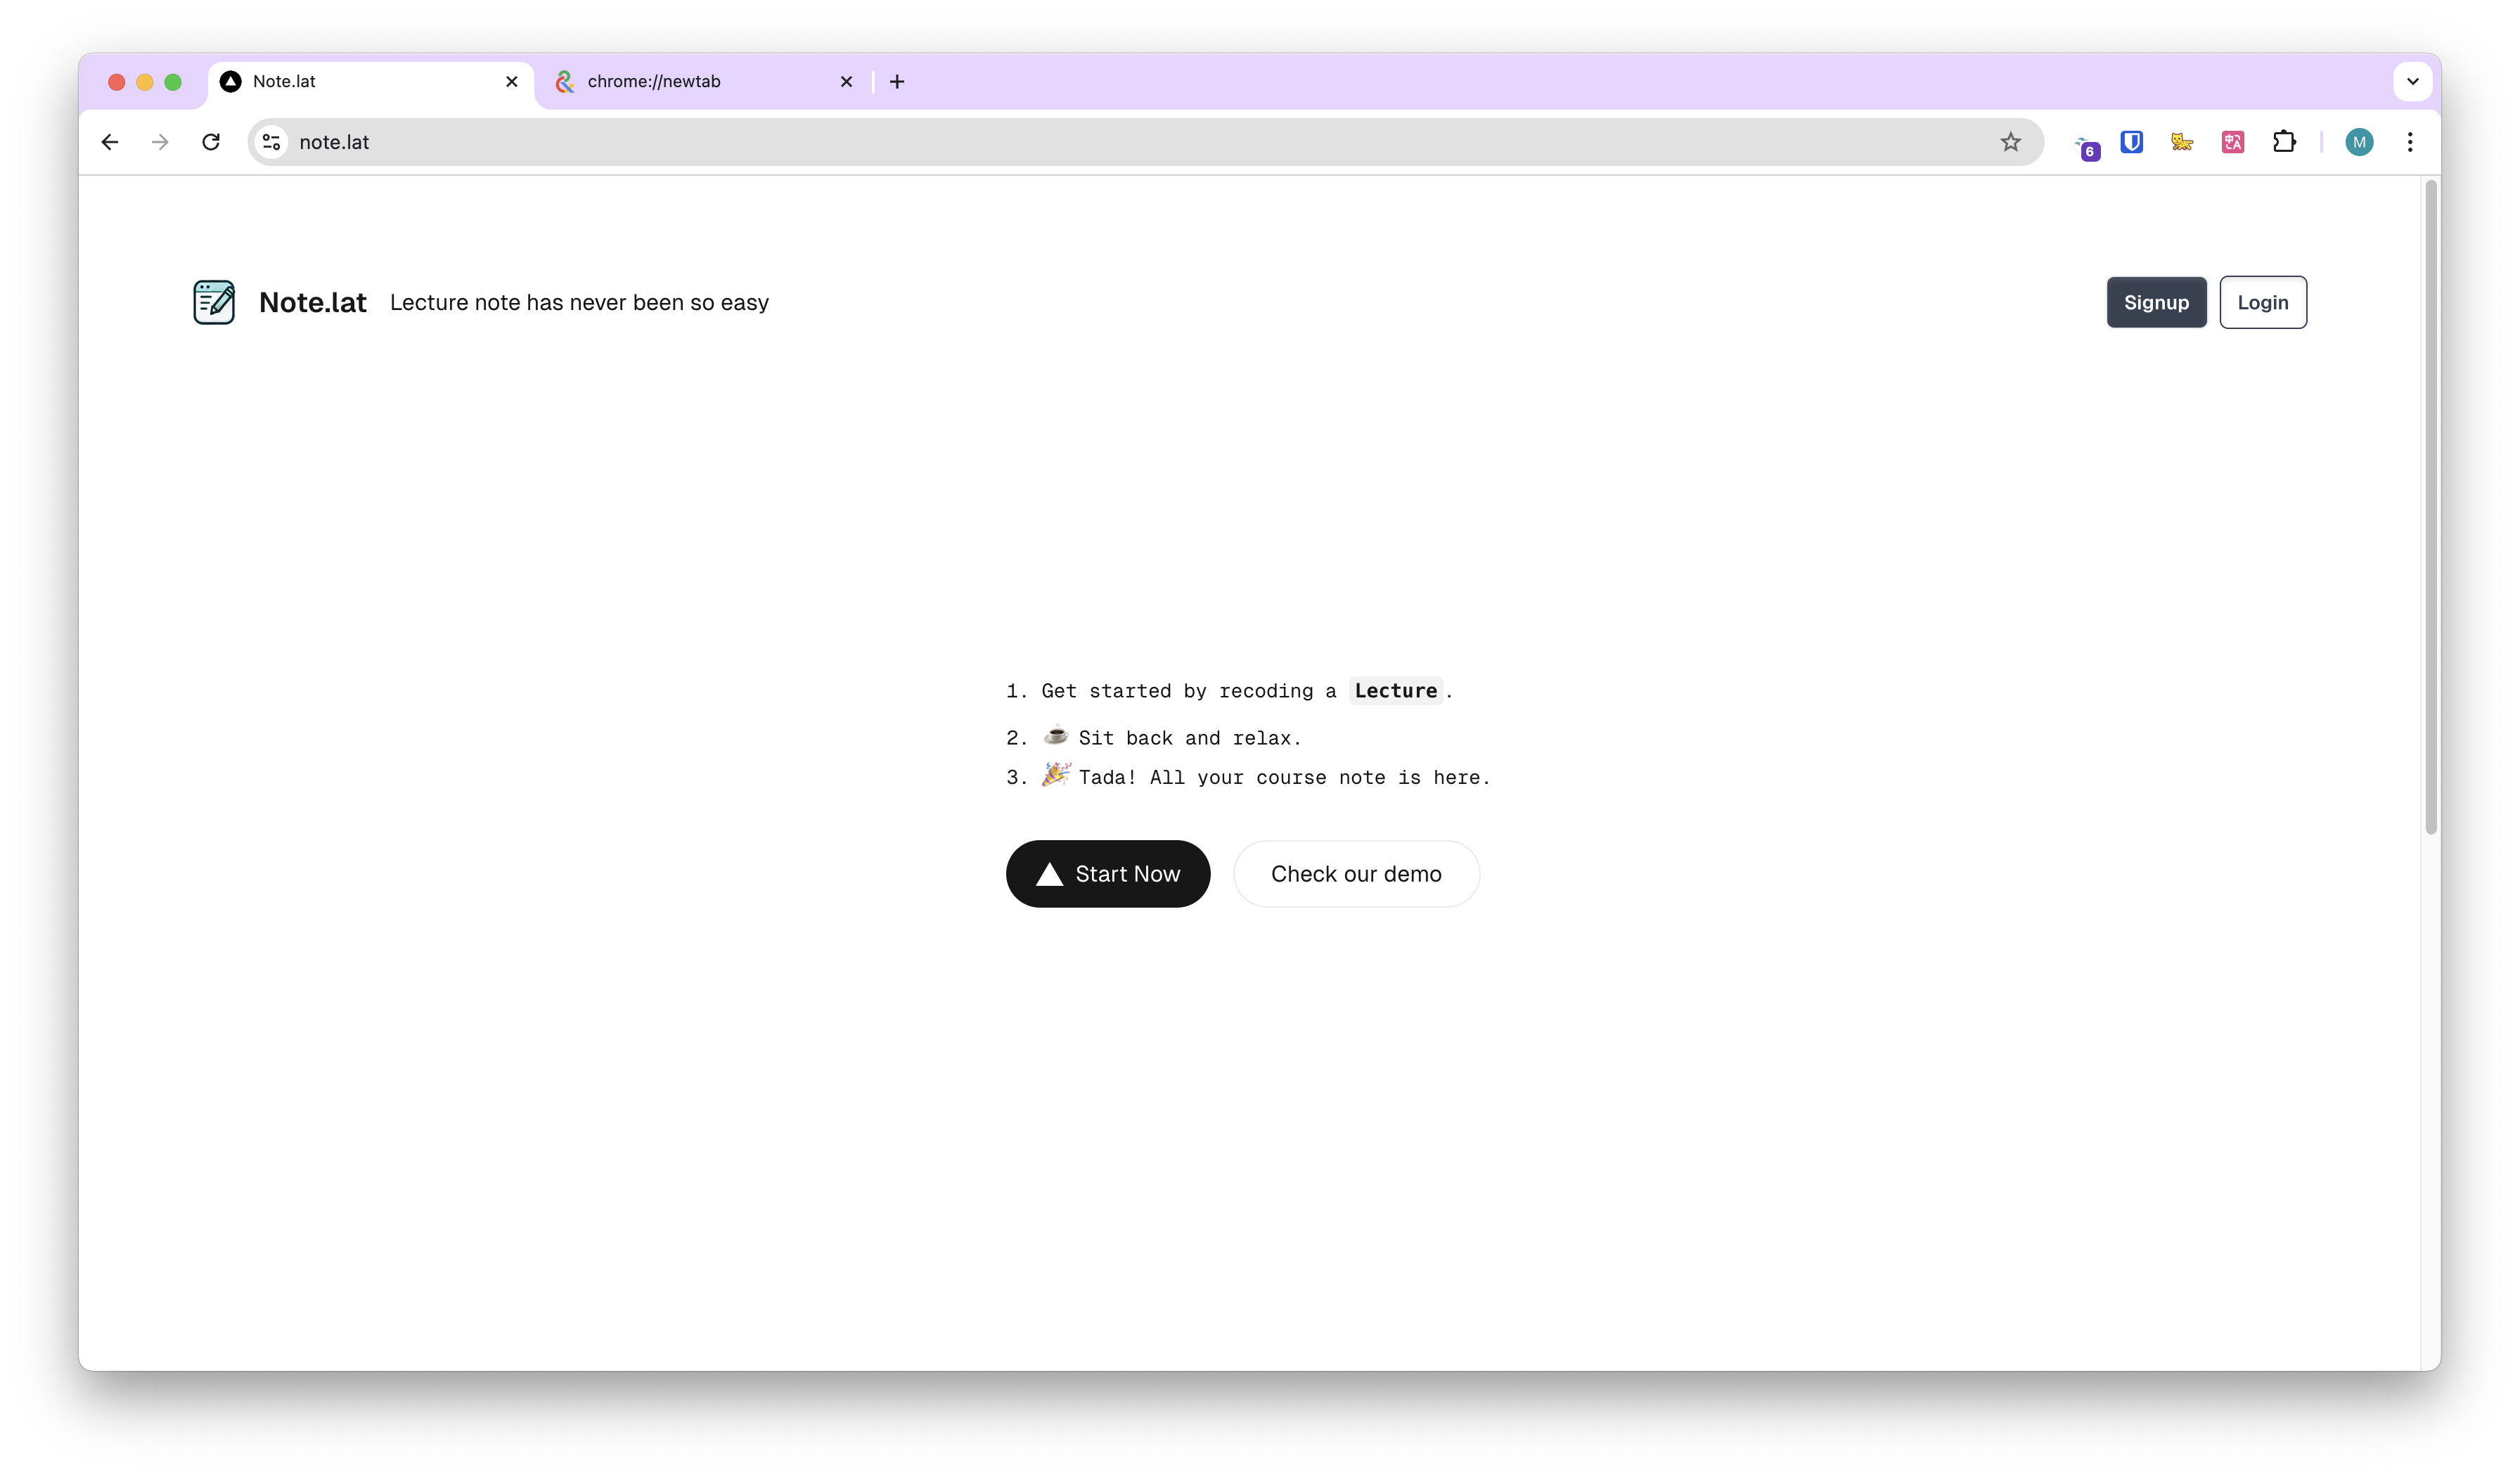 Note.lat
chrome://newtab
note.lat
6
M
Note.lat Lecture note has never been so easy
Signup
Login
1. Get started by recoding a Lecture.
2. ☕ Sit back and relax.
3. 🎉 Tada! All your course note is here.
Start Now
Check our demo